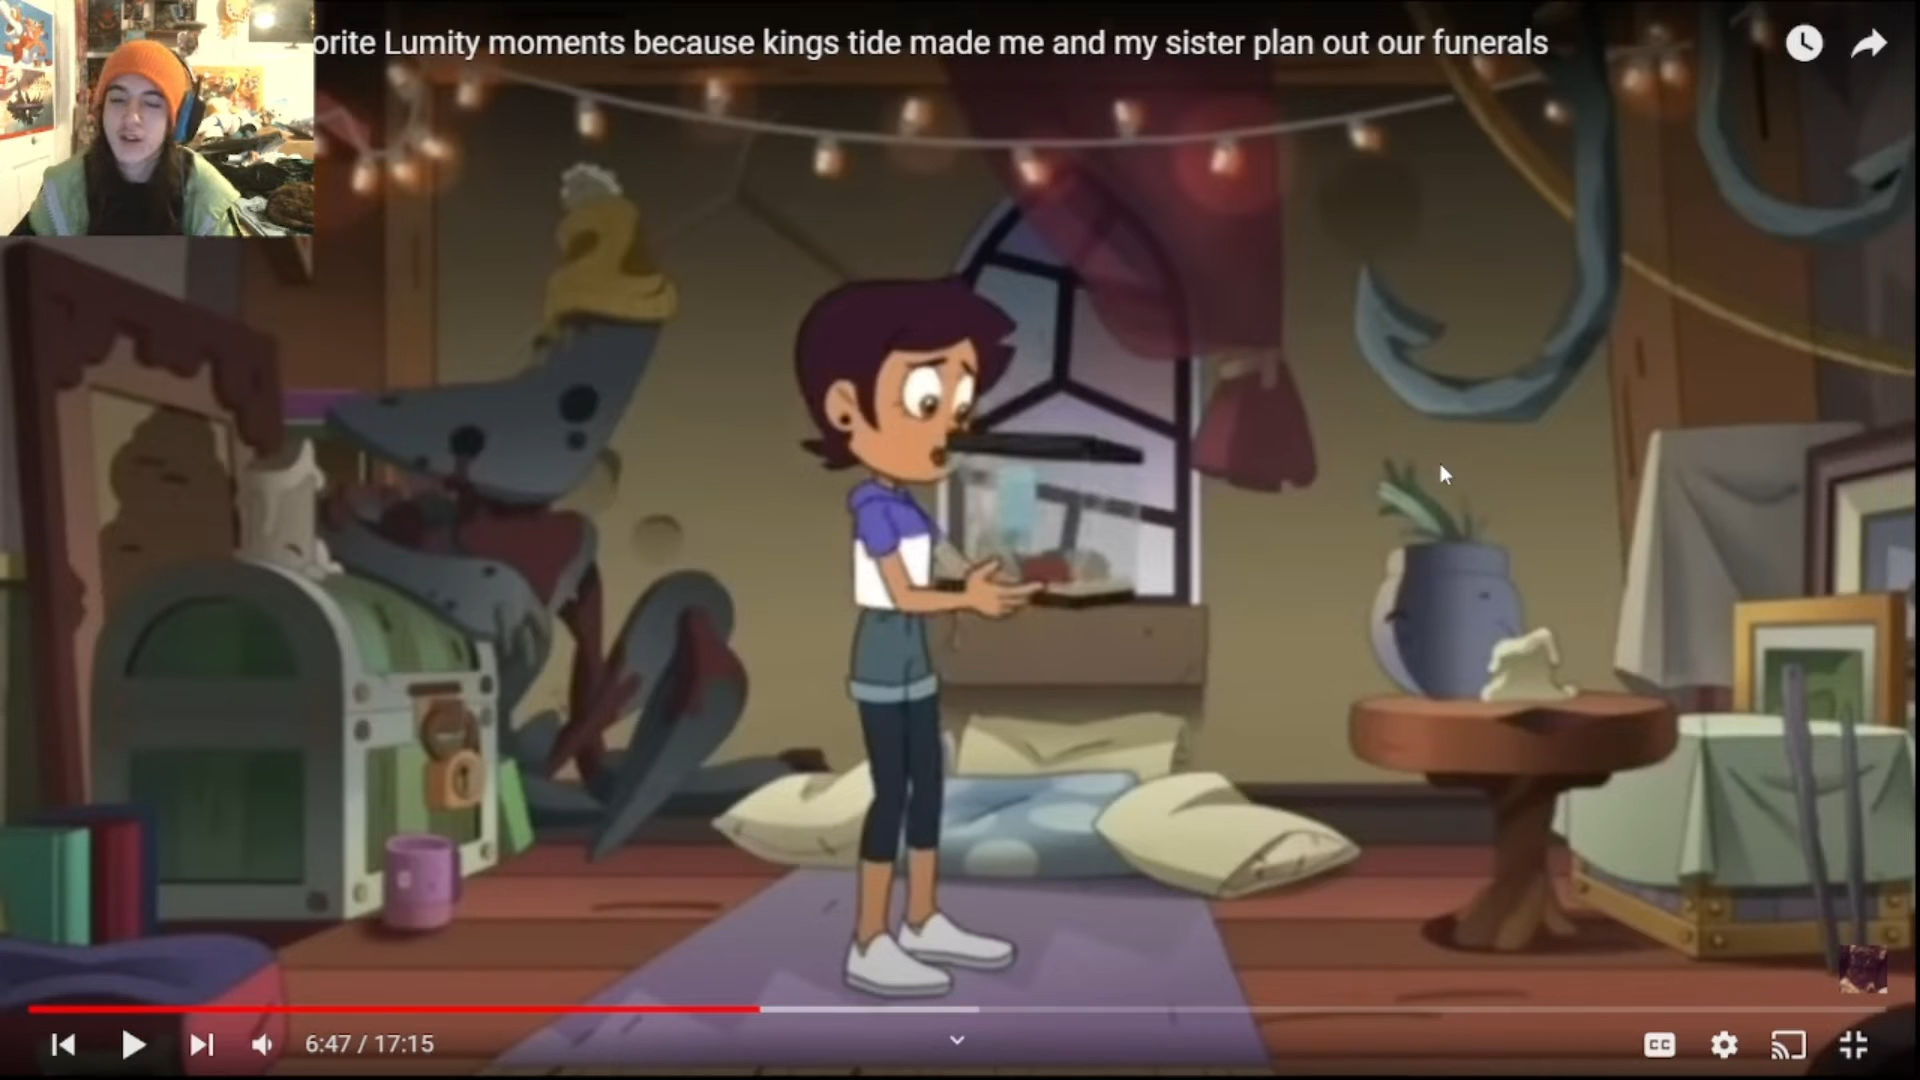 orite Lumity moments because kings tide made me and my sister plan out our funerals
6:47 / 17:15
CC